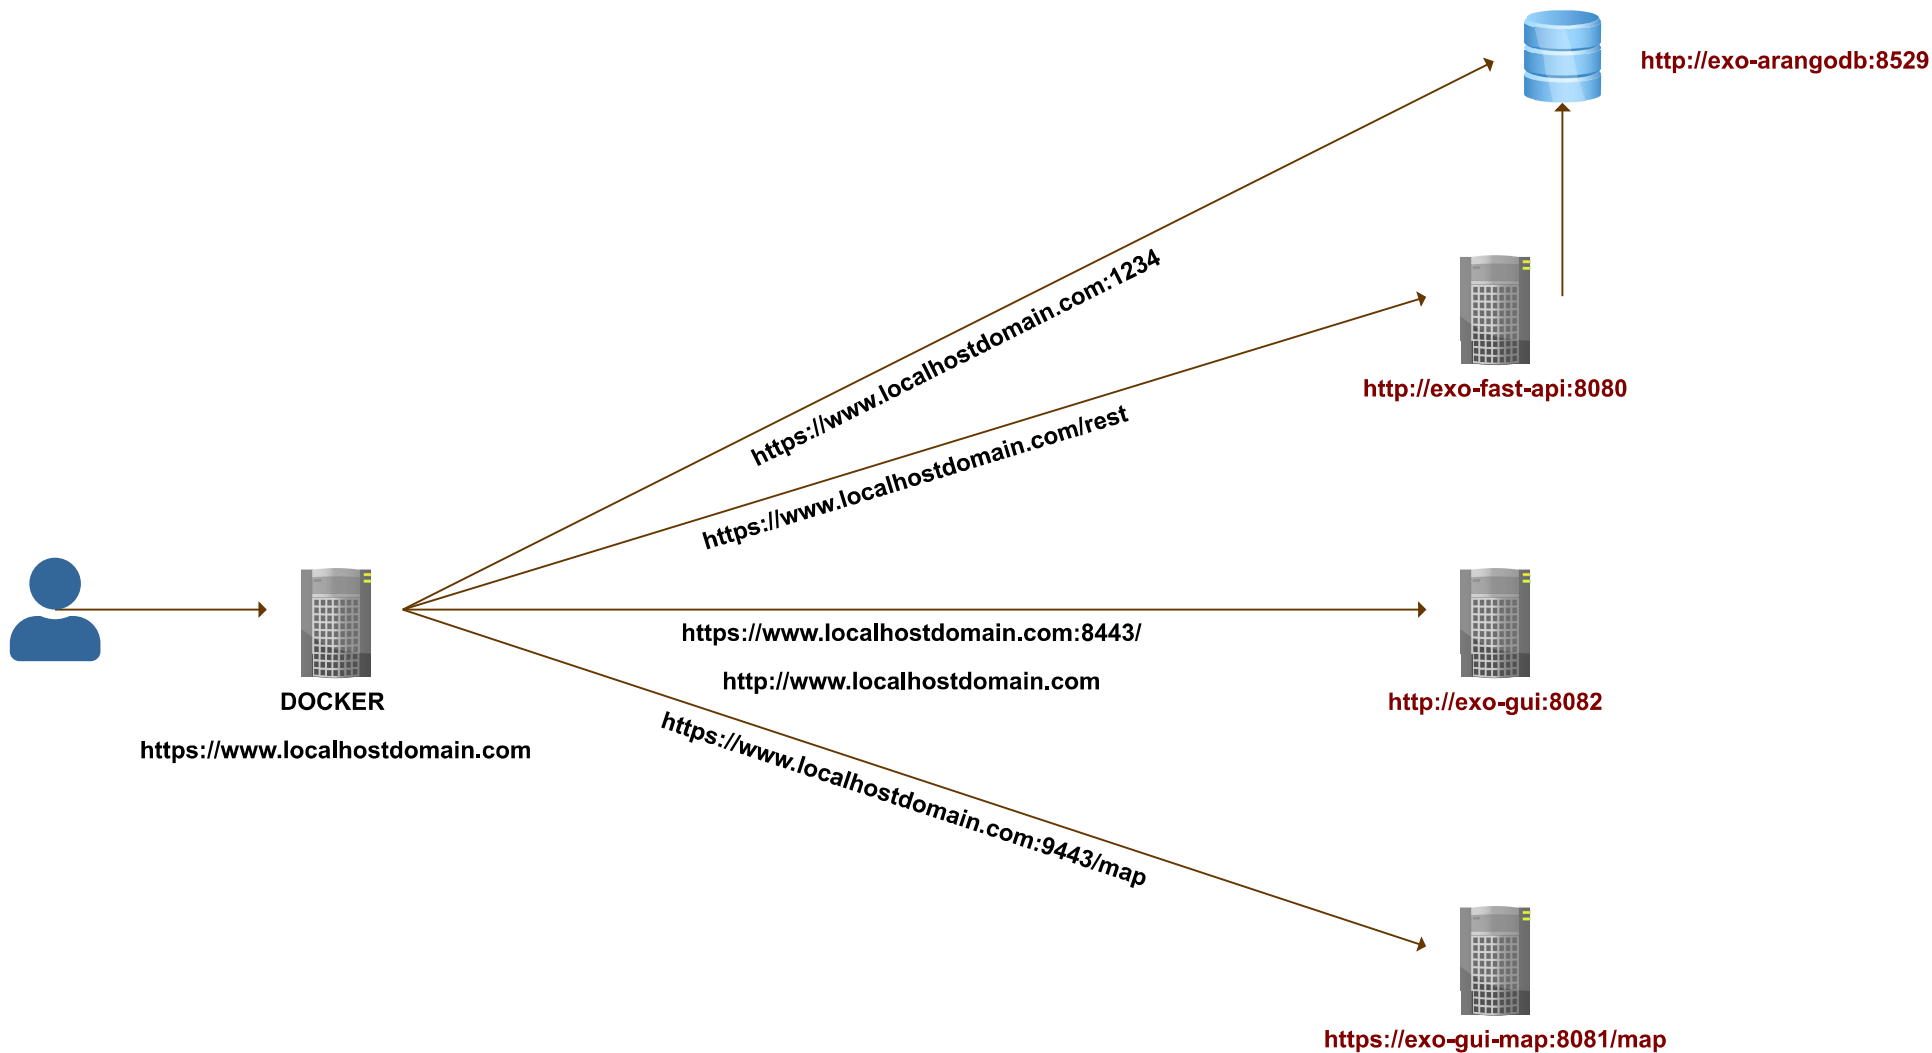 http://exo-arangodb:8529
https://www.localhostdomain.com:1234
http://exo-fast-api:8080
https://www.localhostdomain.com/rest
https://www.localhostdomain.com:8443/
http://www.localhostdomain.com
DOCKER
http://exo-gui:8082
https://www.localhostdomain.com
https://www.localhostdomain.com:9443/map
https://exo-gui-map:8081/map